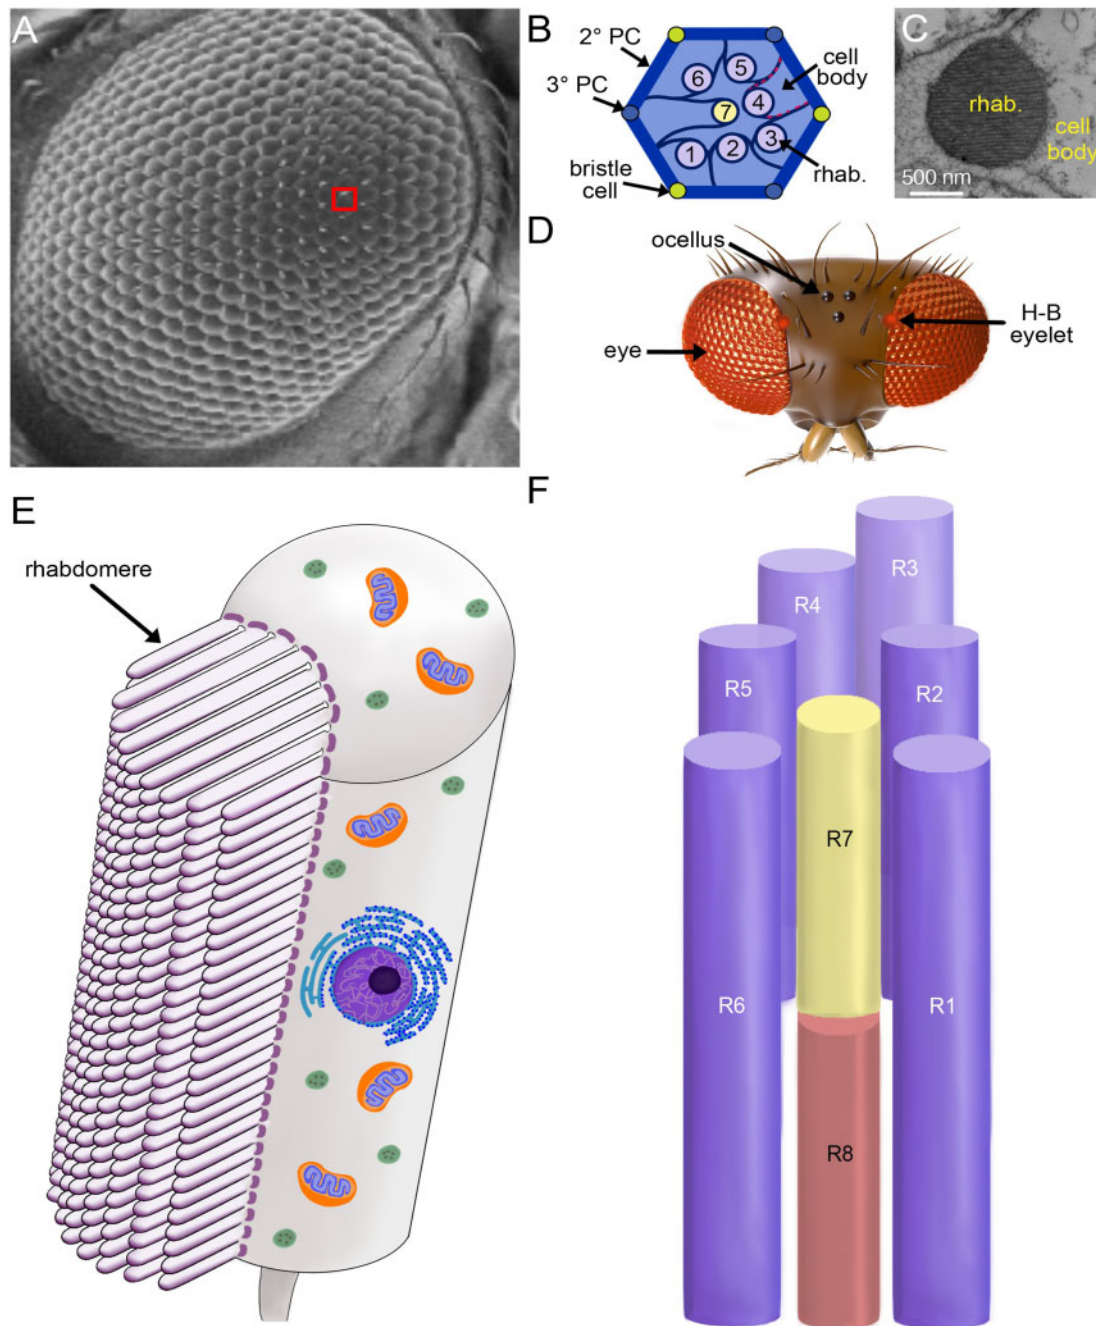 A
B
2° PC
3° PC
bristle
cell
cell
body
rhab.
1
2
3
4
5
6
7
C
rhab.
cell
body
500 nm
D
ocellus
eye
H-B
eyelet
E
rhabdomere
F
R3
R4
R5
R2
R7
R6
R1
R8